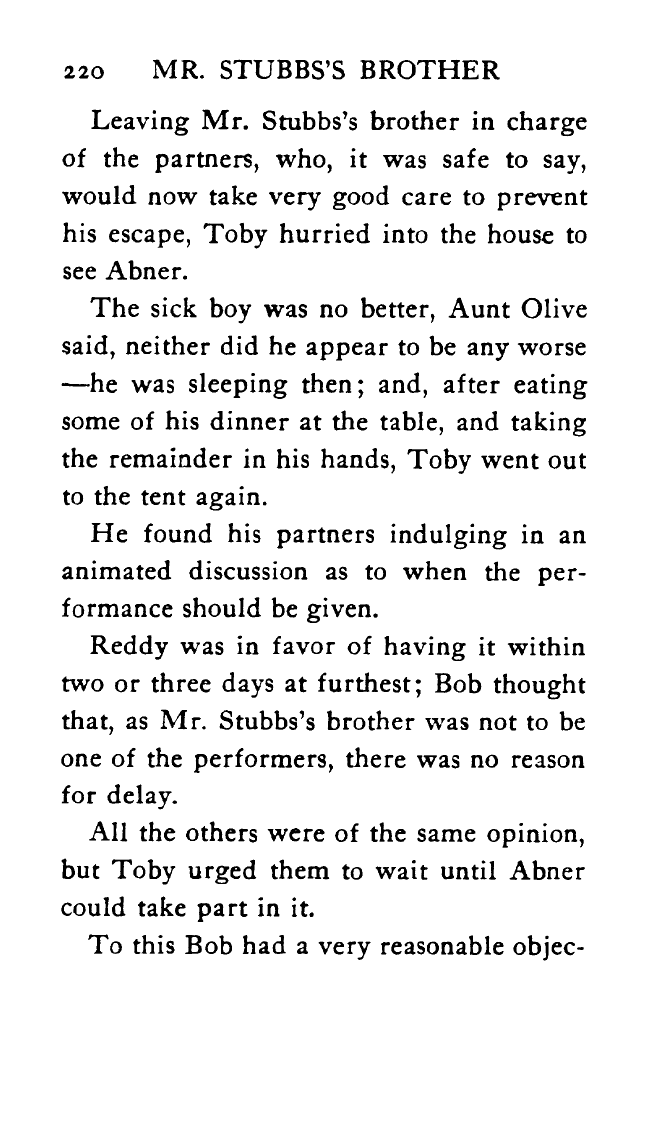 220 MR. STUBBS'S BROTHER
Leaving Mr. Stubbs's brother in charge
of the partners, who, it was safe to say,
would now take very good care to prevent
his escape, Toby hurried into the house to
see Abner.
The sick boy was no better, Aunt Olive
said, neither did he appear to be any worse
—he was sleeping then; and, after eating
some of his dinner at the table, and taking
the remainder in his hands, Toby went out
to the tent again.
He found his partners indulging in an
animated discussion as to when the per-
formance should be given.
Reddy was in favor of having it within
two or three days at furthest; Bob thought
that, as Mr. Stubbs's brother was not to be
one of the performers, there was no reason
for delay.
All the others were of the same opinion,
but Toby urged them to wait until Abner
could take part in it.
To this Bob had a very reasonable objec-